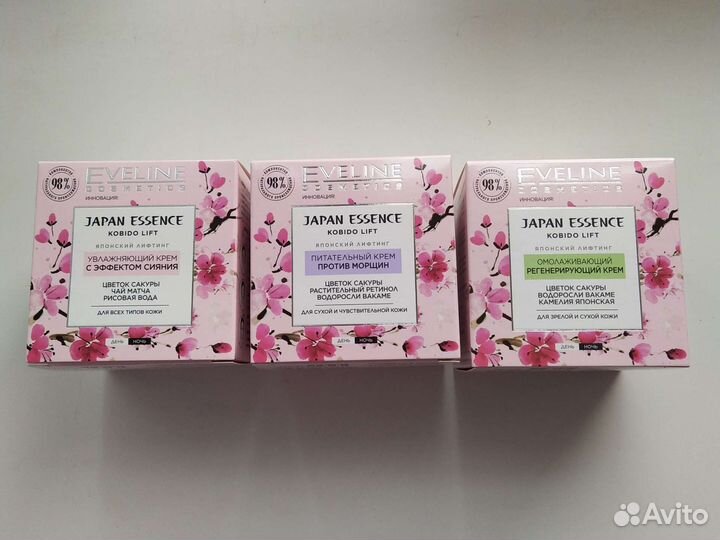 98%
EVELINE
COSMETICS
ИННОВАЦИЯ:
JAPAN ESSENCE
KOBIDO LIFT
ЯПОНСКИЙ ЛИФТИНГ
УВЛАЖНЯЮЩИЙ КРЕМ
С ЭФФЕКТОМ СИЯНИЯ
ЦВЕТОК САКУРЫ
ЧАЙ МАТЧА
РИСОВАЯ ВОДА
ДЛЯ ВСЕХ ТИПОВ КОЖИ
ДЕНЬ НОЧЬ
98%
EVELINE
COSMETICS
ИННОВАЦИЯ:
JAPAN ESSENCE
KOBIDO LIFT
ЯПОНСКИЙ ЛИФТИНГ
ПИТАТЕЛЬНЫЙ КРЕМ
ПРОТИВ МОРЩИН
ЦВЕТОК САКУРЫ
РАСТИТЕЛЬНЫЙ РЕТИНОЛ
ВОДОРОСЛИ ВАКАМЕ
ДЛЯ СУХОЙ И ЧУВСТВИТЕЛЬНОЙ КОЖИ
ДЕНЬ НОЧЬ
98%
EVELINE
COSMETICS
ИННОВАЦИЯ:
JAPAN ESSENCE
KOBIDO LIFT
ЯПОНСКИЙ ЛИФТИНГ
ОМОЛАЖИВАЮЩИЙ
РЕГЕНЕРИРУЮЩИЙ КРЕМ
ЦВЕТОК САКУРЫ
ВОДОРОСЛИ ВАКАМЕ
КАМЕЛИЯ ЯПОНСКАЯ
ДЛЯ ЗРЕЛОЙ И СУХОЙ КОЖИ
ДЕНЬ НОЧЬ
Avito